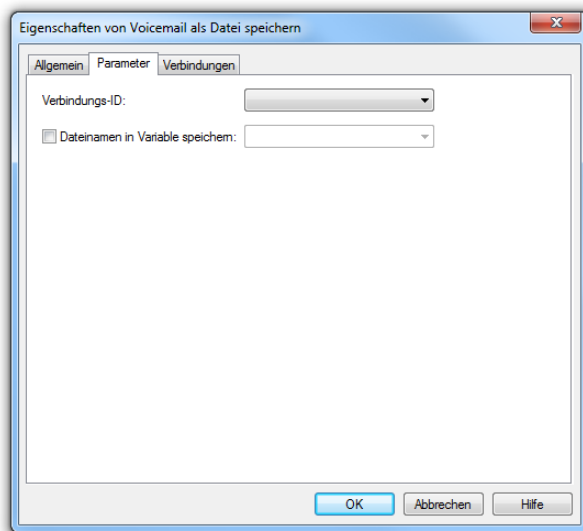 Eigenschaften von Voicemail als Datei speichern
Allgemein Parameter Verbindungen
Verbindungs-ID:
Dateinamen in Variable speichern:
OK Abbrechen Hilfe